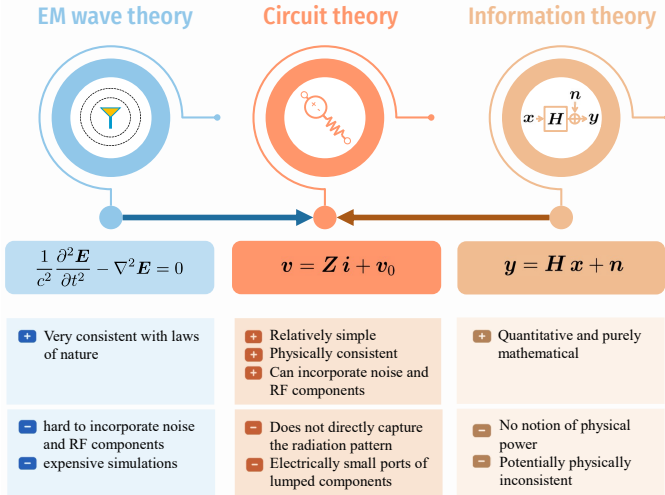 EM wave theory
Circuit theory
Information theory
n
x H y
+ -
1/c² ∂²E/∂t² − ∇²E = 0
v = Z i + v₀
y = H x + n
+ Very consistent with laws
of nature
+ Relatively simple
+ Physically consistent
+ Can incorporate noise and
RF components
+ Quantitative and purely
mathematical
− hard to incorporate noise
and RF components
− expensive simulations
− Does not directly capture
the radiation pattern
− Electrically small ports of
lumped components
− No notion of physical
power
− Potentially physically
inconsistent